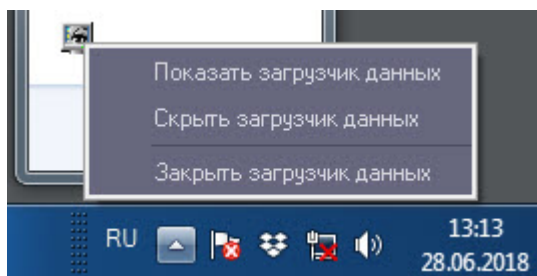 Показать загрузчик данных
Скрыть загрузчик данных
Закрыть загрузчик данных
RU
13:13
28.06.2018